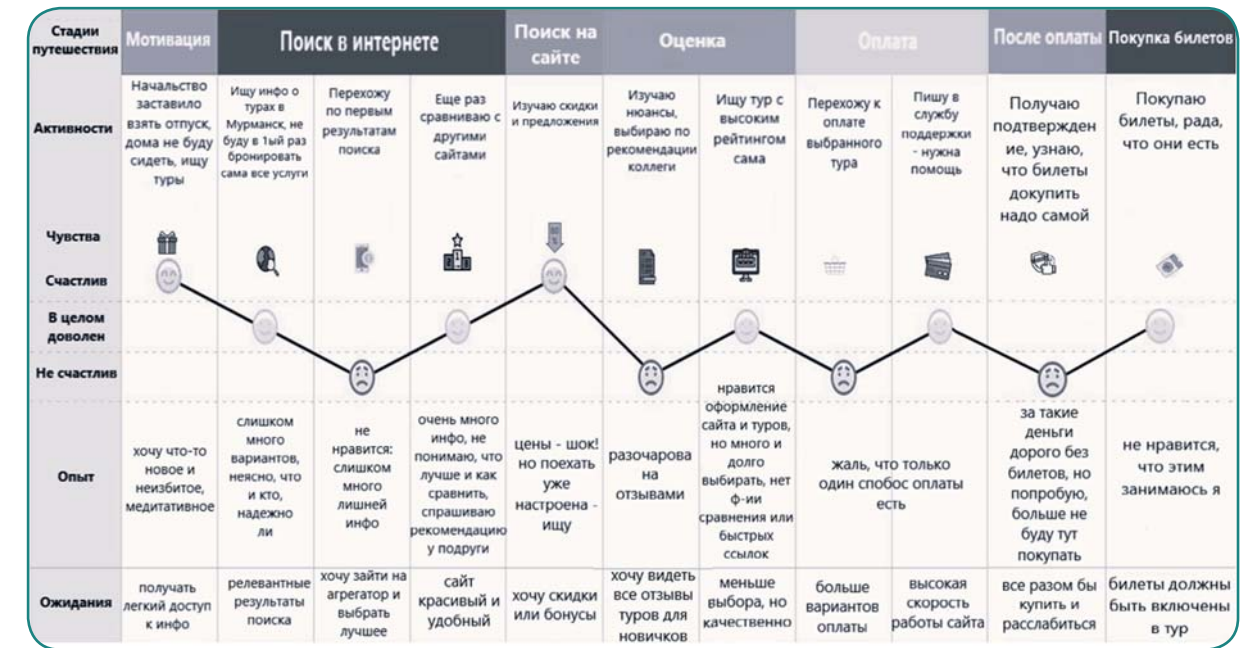 Стадии
путешествия
Мотивация
Поиск в интернете
Поиск на
сайте
Оценка
Оплата
После оплаты
Покупка билетов
Активности
Начальство
заставило
взять отпуск,
дома не буду
сидеть, ищу
туры
Ищу инфо о
турах в
Мурманск, не
буду в 1ый раз
бронировать
сама все услуги
Перехожу
по первым
результатам
поиска
Еще раз
сравниваю с
другими
сайтами
Изучаю скидки
и предложения
Изучаю
нюансы,
выбираю по
рекомендации
коллеги
Ищу тур с
высоким
рейтингом
сама
Перехожу к
оплате
выбранного
тура
Пишу в
службу
поддержки
- нужна
помощь
Получаю
подтвержден
ие, узнаю,
что билеты
докупить
надо самой
Покупаю
билеты, рада,
что они есть
Чувства
Счастлив
В целом
доволен
Не счастлив
Опыт
хочу что-то
новое и
неизбитое,
медитативное
слишком
много
вариантов,
неясно, что
и кто,
надежно
ли
не
нравится:
слишком
много
лишней
инфо
очень много
инфо, не
понимаю, что
лучше и как
сравнить,
спрашиваю
рекомендацию
у подруги
цены - шок!
но поехать
уже
настроена -
ищу
разочарова
на
отзывами
нравится
оформление
сайта и туров,
но много и
долго
выбирать, нет
ф-ии
сравнения или
быстрых
ссылок
жаль, что только
один спобос оплаты
есть
за такие
деньги
дорого без
билетов, но
попробую,
больше не
буду тут
покупать
не нравится,
что этим
занимаюсь я
Ожидания
получать
легкий доступ
к инфо
релевантные
результаты
поиска
хочу зайти на
агрегатор и
выбрать
лучшее
сайт
красивый и
удобный
хочу скидки
или бонусы
хочу видеть
все отзывы
туров для
новичков
меньше
выбора, но
качественно
больше
вариантов
оплаты
высокая
скорость
работы сайта
все разом бы
купить и
расслабиться
билеты должны
быть включены
в тур